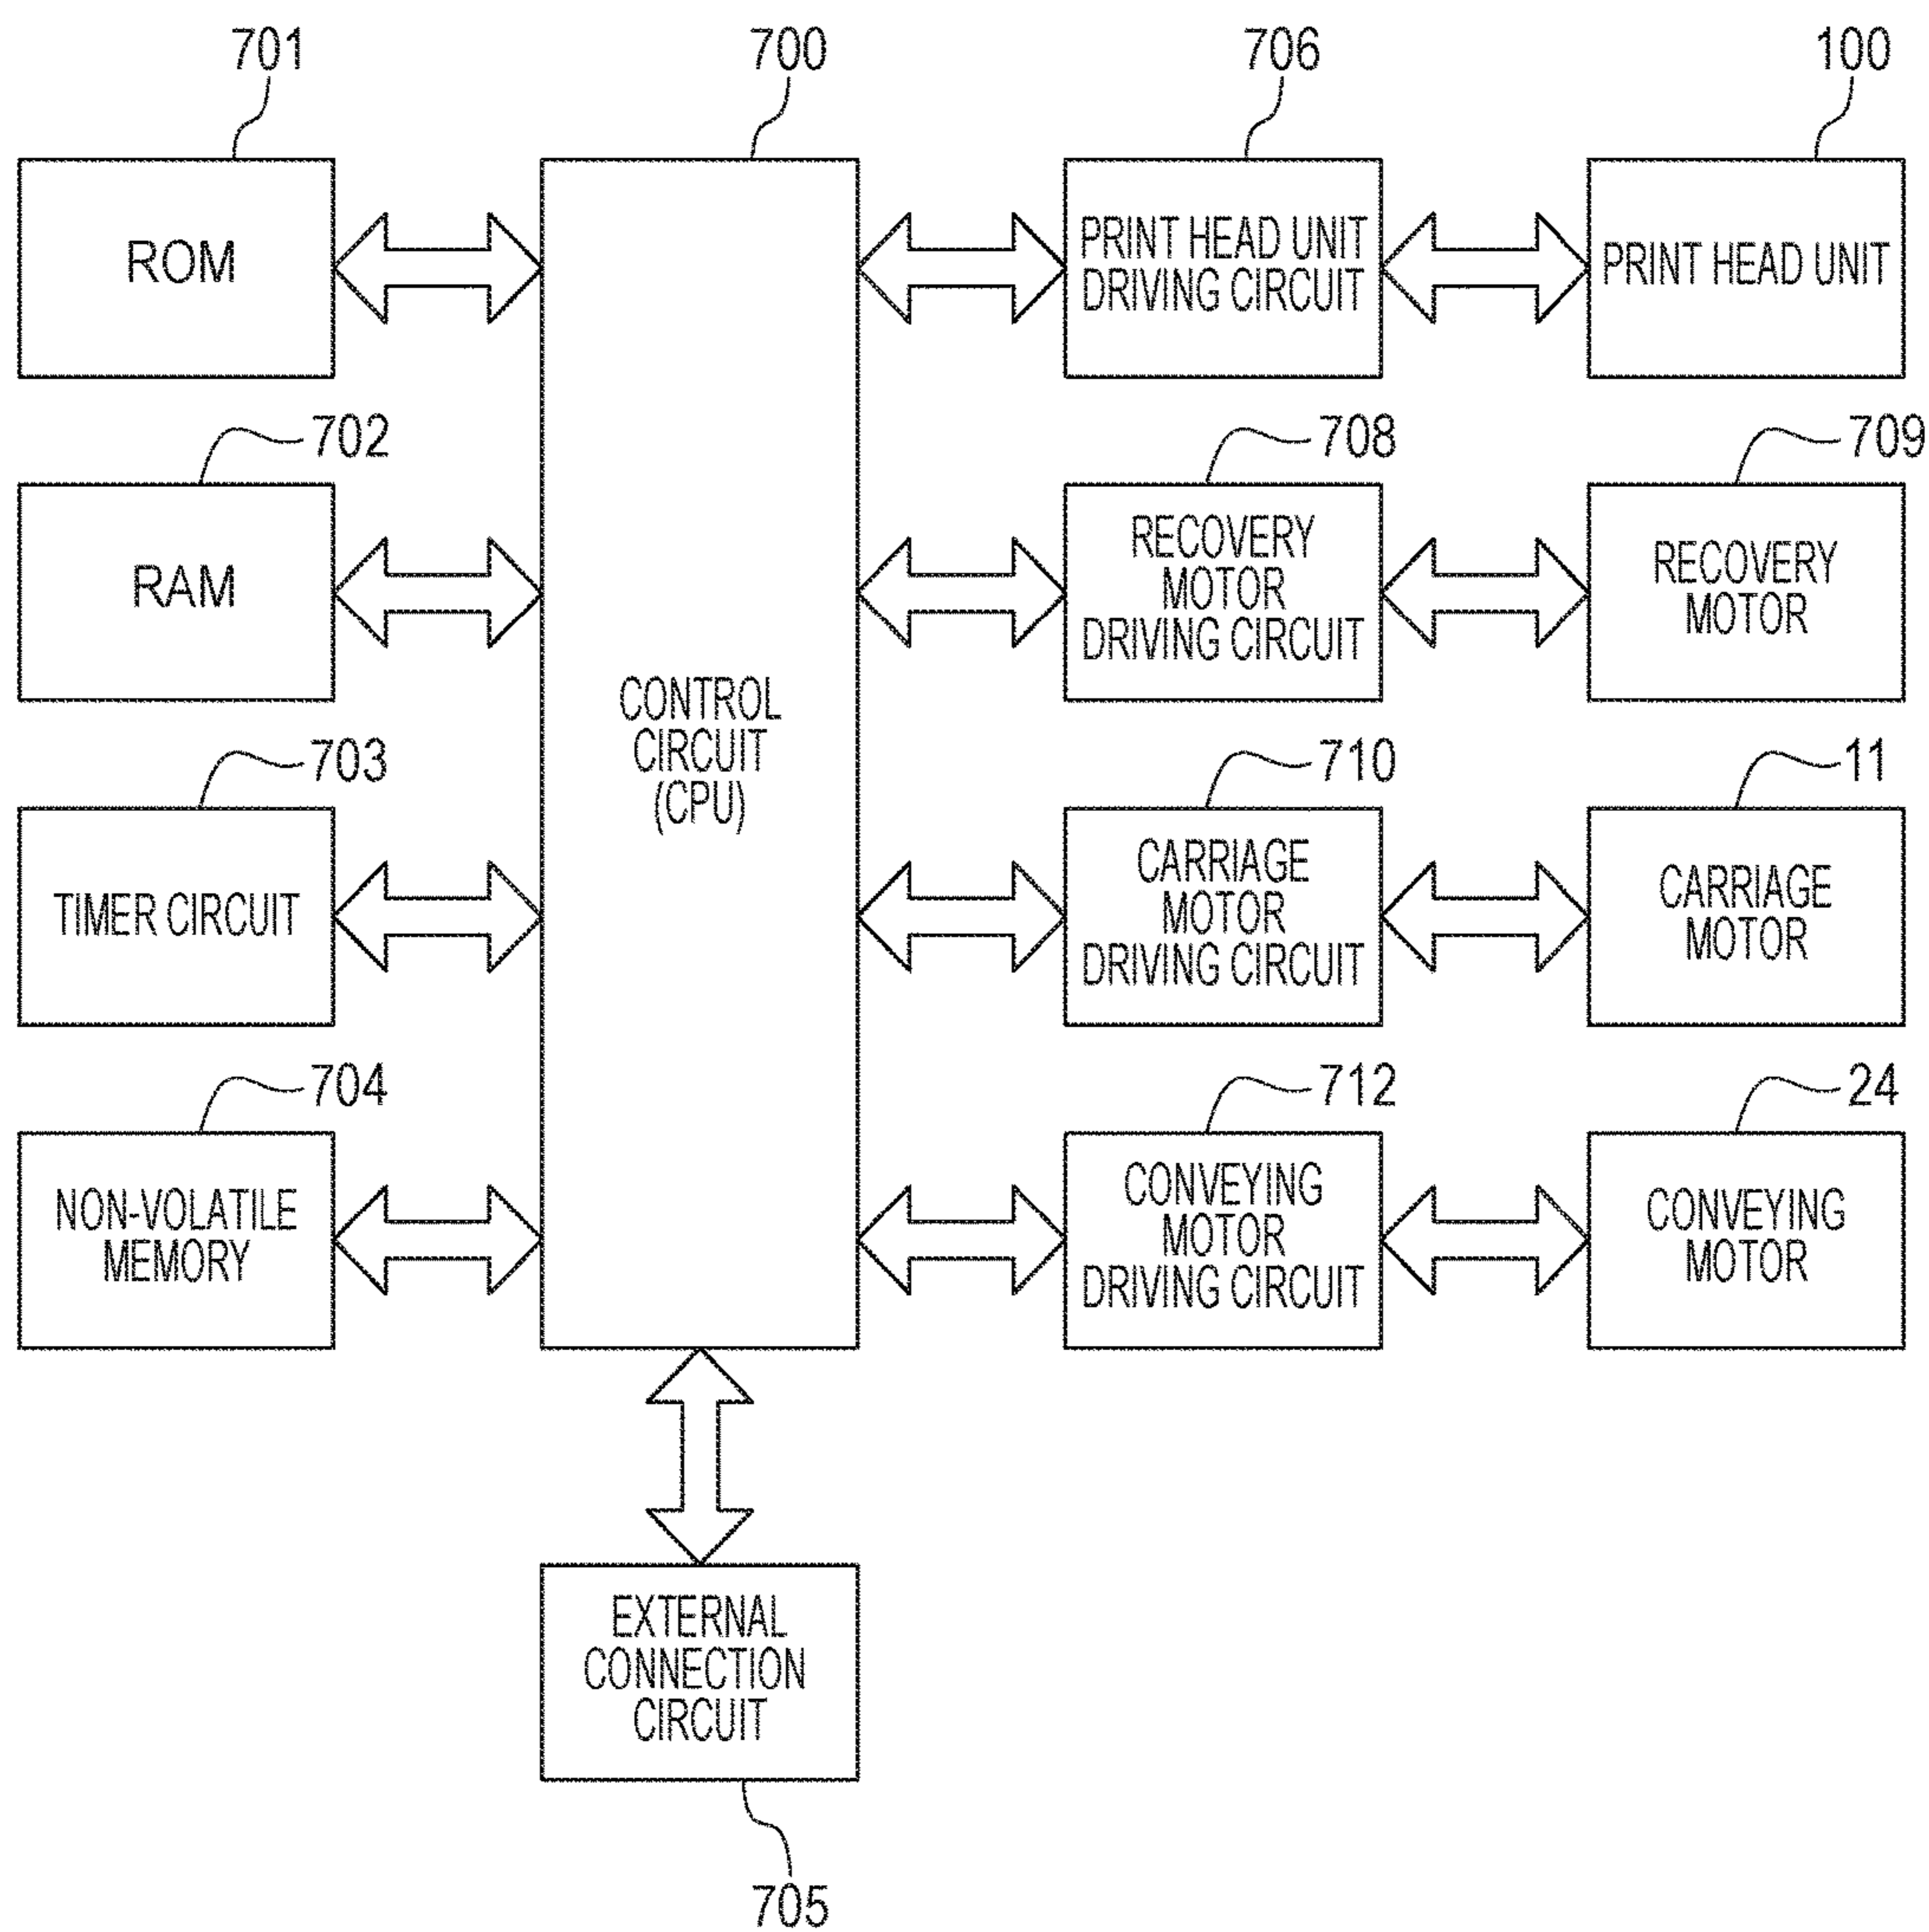 701
700
706
100
ROM
PRINT HEAD UNIT
DRIVING CIRCUIT
PRINT HEAD UNIT
702
708
709
RAM
RECOVERY
MOTOR
DRIVING CIRCUIT
RECOVERY
MOTOR
CONTROL
CIRCUIT
(CPU)
703
710
11
TIMER CIRCUIT
CARRIAGE
MOTOR
DRIVING CIRCUIT
CARRIAGE
MOTOR
704
712
24
NON-VOLATILE
MEMORY
CONVEYING
MOTOR
DRIVING CIRCUIT
CONVEYING
MOTOR
EXTERNAL
CONNECTION
CIRCUIT
705